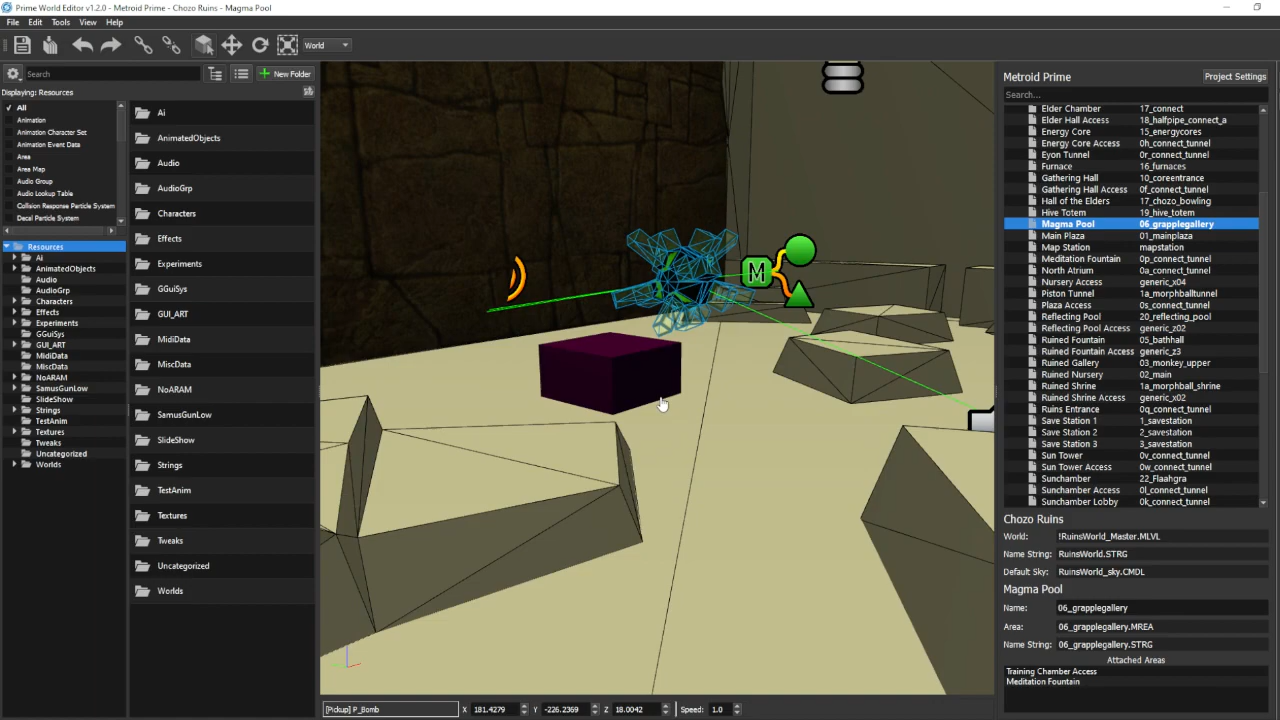 Prime World Editor v1.2.0 - Metroid Prime - Chozo Ruins - Magma Pool
File Edit Tools View Help
World
Search
New Folder
Displaying: Resources
All
Animation
Animation Character Set
Animation Event Data
Area
Area Map
Audio Group
Audio Lookup Table
Collision Response Particle System
Decal Particle System
Resources
Ai
AnimatedObjects
Audio
AudioGrp
Characters
Effects
Experiments
GGuiSys
GUI_ART
MidiData
MiscData
NoARAM
SamusGunLow
SlideShow
Strings
TestAnim
Textures
Tweaks
Uncategorized
Worlds
Ai
AnimatedObjects
Audio
AudioGrp
Characters
Effects
Experiments
GGuiSys
GUI_ART
MidiData
MiscData
NoARAM
SamusGunLow
SlideShow
Strings
TestAnim
Textures
Tweaks
Uncategorized
Worlds
M
[Pickup] P_Bomb X 181.4279 Y -226.2369 Z 18.0042 Speed: 1.0
Metroid Prime Project Settings
Search...
Elder Chamber 17_connect
Elder Hall Access 18_halfpipe_connect_a
Energy Core 15_energycores
Energy Core Access 0h_connect_tunnel
Eyon Tunnel 0r_connect_tunnel
Furnace 16_furnaces
Gathering Hall 10_coreentrance
Gathering Hall Access 0f_connect_tunnel
Hall of the Elders 17_chozo_bowling
Hive Totem 19_hive_totem
Magma Pool 06_grapplegallery
Main Plaza 01_mainplaza
Map Station mapstation
Meditation Fountain 0p_connect_tunnel
North Atrium 0a_connect_tunnel
Nursery Access generic_x04
Piston Tunnel 1a_morphballtunnel
Plaza Access 0s_connect_tunnel
Reflecting Pool 20_reflecting_pool
Reflecting Pool Access generic_z02
Ruined Fountain 05_bathhall
Ruined Fountain Access generic_z3
Ruined Gallery 03_monkey_upper
Ruined Nursery 02_main
Ruined Shrine 1a_morphball_shrine
Ruined Shrine Access generic_x02
Ruins Entrance 0q_connect_tunnel
Save Station 1 1_savestation
Save Station 2 2_savestation
Save Station 3 3_savestation
Sun Tower 0v_connect_tunnel
Sun Tower Access 0w_connect_tunnel
Sunchamber 22_Flaahgra
Sunchamber Access 0l_connect_tunnel
Sunchamber Lobby 0k_connect_tunnel
Chozo Ruins
World: !RuinsWorld_Master.MLVL
Name String: RuinsWorld.STRG
Default Sky: RuinsWorld_sky.CMDL
Magma Pool
Name: 06_grapplegallery
Area: 06_grapplegallery.MREA
Name String: 06_grapplegallery.STRG
Attached Areas
Training Chamber Access
Meditation Fountain